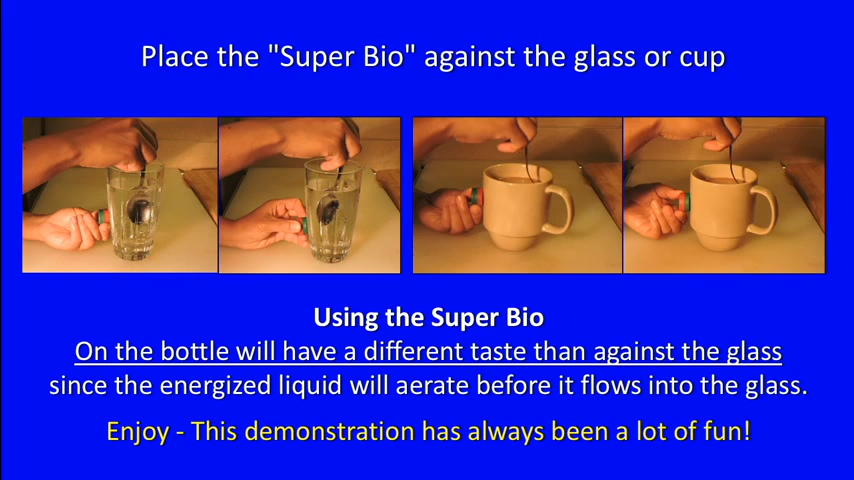 Place the "Super Bio" against the glass or cup
Using the Super Bio
On the bottle will have a different taste than against the glass
since the energized liquid will aerate before it flows into the glass.
Enjoy - This demonstration has always been a lot of fun!